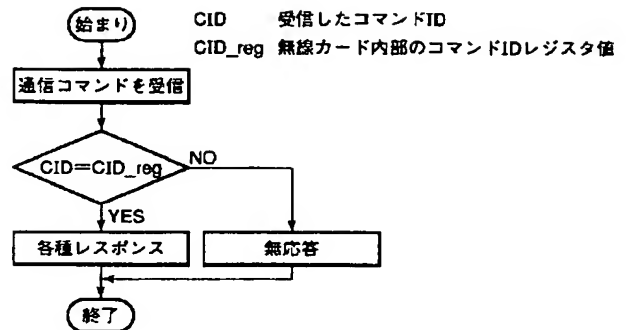 始まり
CID 受信したコマンドID
CID_reg 無線カード内部のコマンドIDレジスタ値
通信コマンドを受信
CID=CID_reg
NO
YES
各種レスポンス
無応答
終了